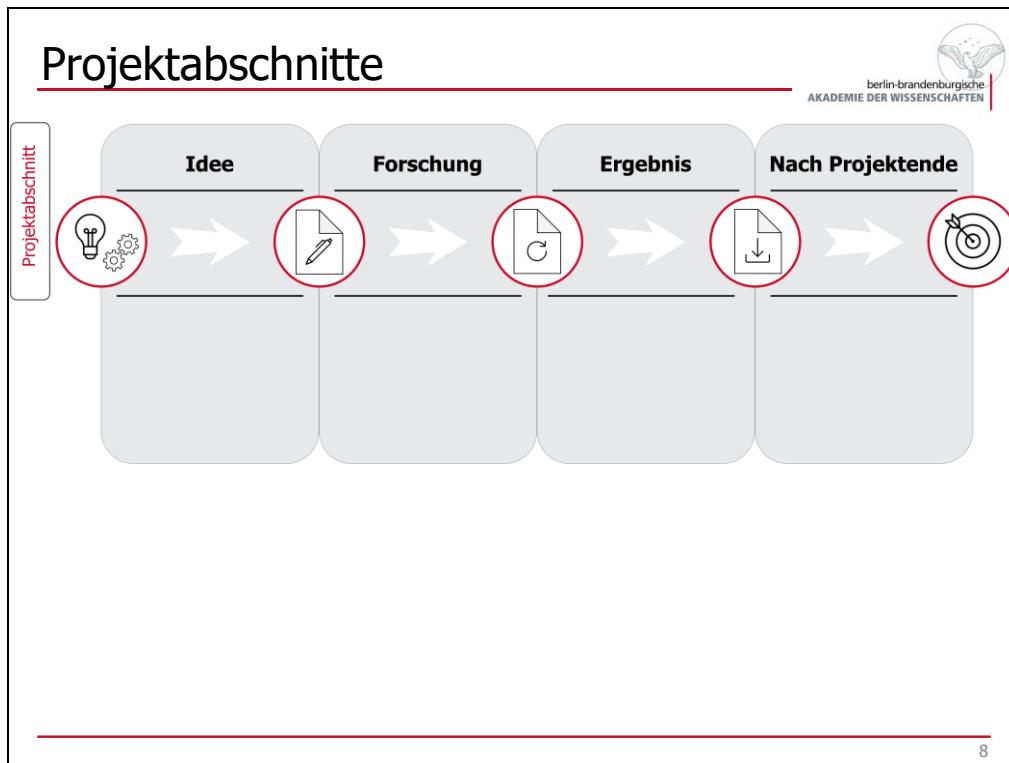 Projektabschnitte
berlin-brandenburgische
AKADEMIE DER WISSENSCHAFTEN
Projektabschnitt
Idee
Forschung
Ergebnis
Nach Projektende
8